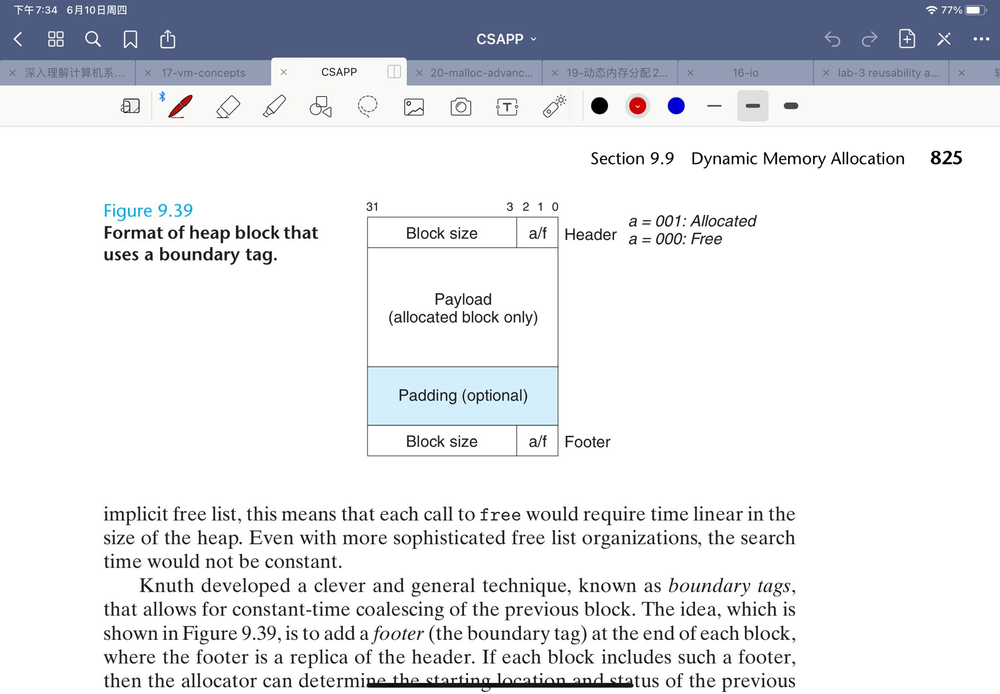 下午7:34 6月10日周四
77%
CSAPP
深入理解计算机系...
17-vm-concepts
CSAPP
20-malloc-advanc...
19-动态内存分配2...
16-io
lab-3 reusability a...
a
T
Section 9.9 Dynamic Memory Allocation 825
Figure 9.39
Format of heap block that
uses a boundary tag.
31 3 2 1 0
Block size a/f Header
a = 001: Allocated
a = 000: Free
Payload
(allocated block only)
Padding (optional)
Block size a/f Footer
implicit free list, this means that each call to free would require time linear in the
size of the heap. Even with more sophisticated free list organizations, the search
time would not be constant.
Knuth developed a clever and general technique, known as boundary tags,
that allows for constant-time coalescing of the previous block. The idea, which is
shown in Figure 9.39, is to add a footer (the boundary tag) at the end of each block,
where the footer is a replica of the header. If each block includes such a footer,
then the allocator can determine the starting location and status of the previous